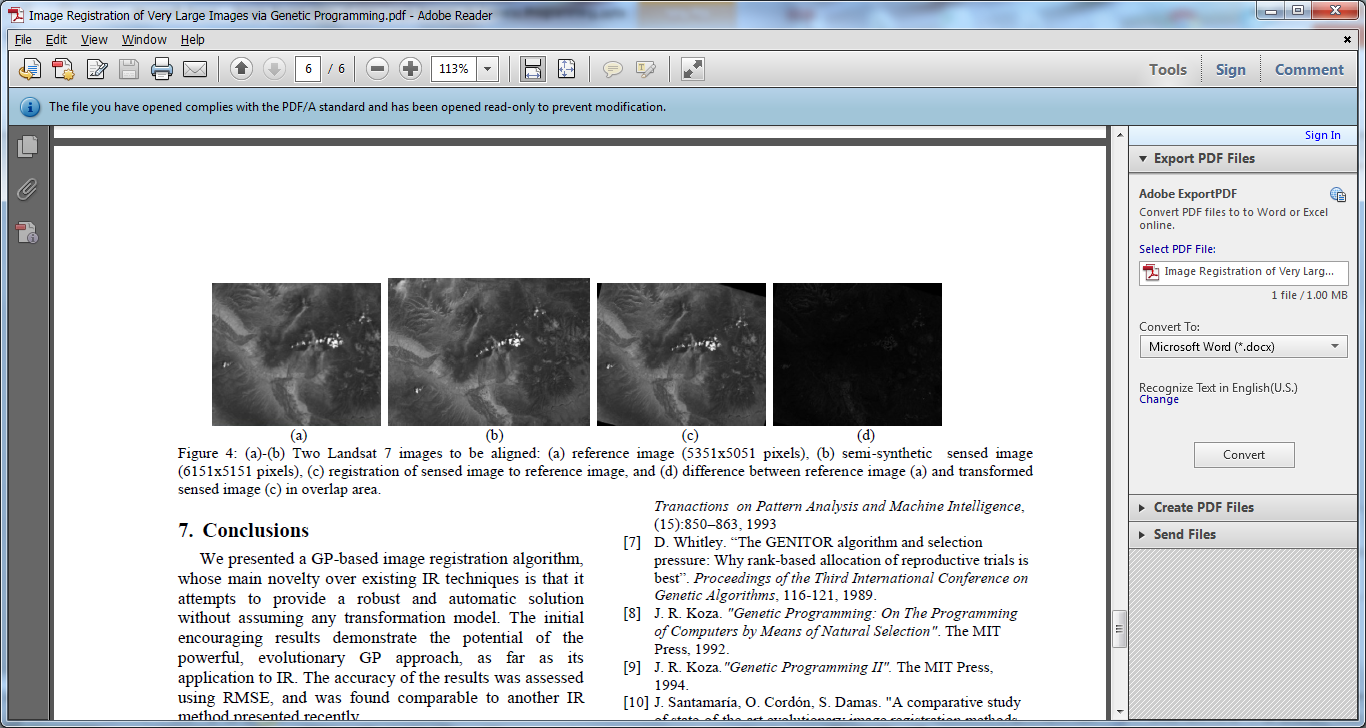 Image Registration of Very Large Images via Genetic Programming.pdf - Adobe Reader
File Edit View Window Help
6 / 6 113% Tools Sign Comment
The file you have opened complies with the PDF/A standard and has been opened read-only to prevent modification.
(a) (b) (c) (d)
Figure 4: (a)-(b) Two Landsat 7 images to be aligned: (a) reference image (5351x5051 pixels), (b) semi-synthetic sensed image
(6151x5151 pixels), (c) registration of sensed image to reference image, and (d) difference between reference image (a) and transformed
sensed image (c) in overlap area.
7. Conclusions
We presented a GP-based image registration algorithm,
whose main novelty over existing IR techniques is that it
attempts to provide a robust and automatic solution
without assuming any transformation model. The initial
encouraging results demonstrate the potential of the
powerful, evolutionary GP approach, as far as its
application to IR. The accuracy of the results was assessed
using RMSE, and was found comparable to another IR
method presented recently.
Tranactions on Pattern Analysis and Machine Intelligence,
(15):850–863, 1993
[7] D. Whitley. “The GENITOR algorithm and selection
pressure: Why rank-based allocation of reproductive trials is
best”. Proceedings of the Third International Conference on
Genetic Algorithms, 116-121, 1989.
[8] J. R. Koza. "Genetic Programming: On The Programming
of Computers by Means of Natural Selection". The MIT
Press, 1992.
[9] J. R. Koza."Genetic Programming II". The MIT Press,
1994.
[10] J. Santamaría, O. Cordón, S. Damas. "A comparative study
of state-of-the-art evolutionary image registration methods
Sign In
Export PDF Files
Adobe ExportPDF
Convert PDF files to to Word or Excel
online.
Select PDF File:
Image Registration of Very Larg...
1 file / 1.00 MB
Convert To:
Microsoft Word (*.docx)
Recognize Text in English(U.S.)
Change
Convert
Create PDF Files
Send Files